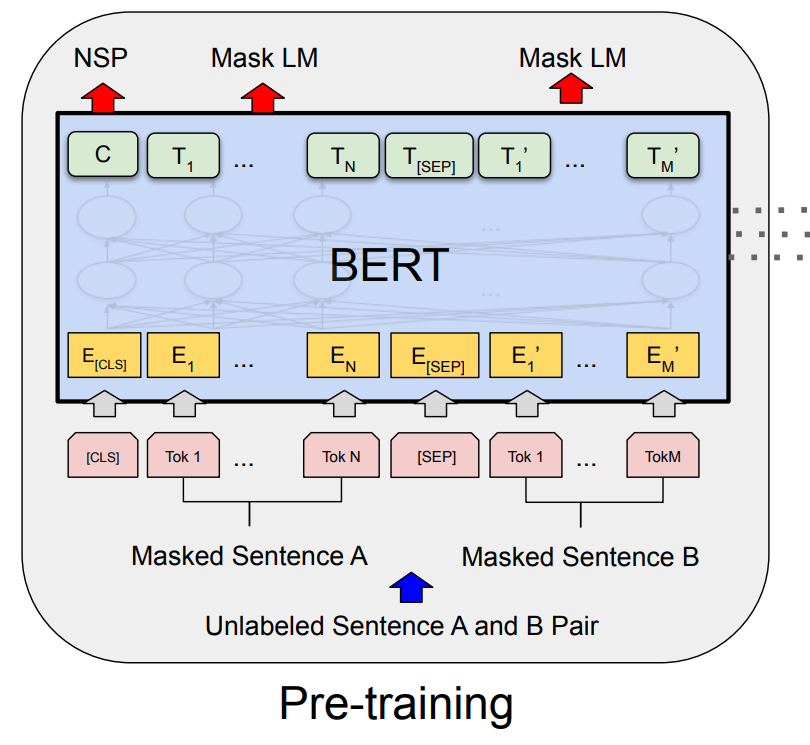 NSP Mask LM Mask LM
C T1 ... TN T[SEP] T1’ ... TM’
...
BERT
...
E[CLS] E1 ... EN E[SEP] E1’ ... EM’
[CLS] Tok 1 ... Tok N [SEP] Tok 1 ... TokM
Masked Sentence A Masked Sentence B
Unlabeled Sentence A and B Pair
Pre-training